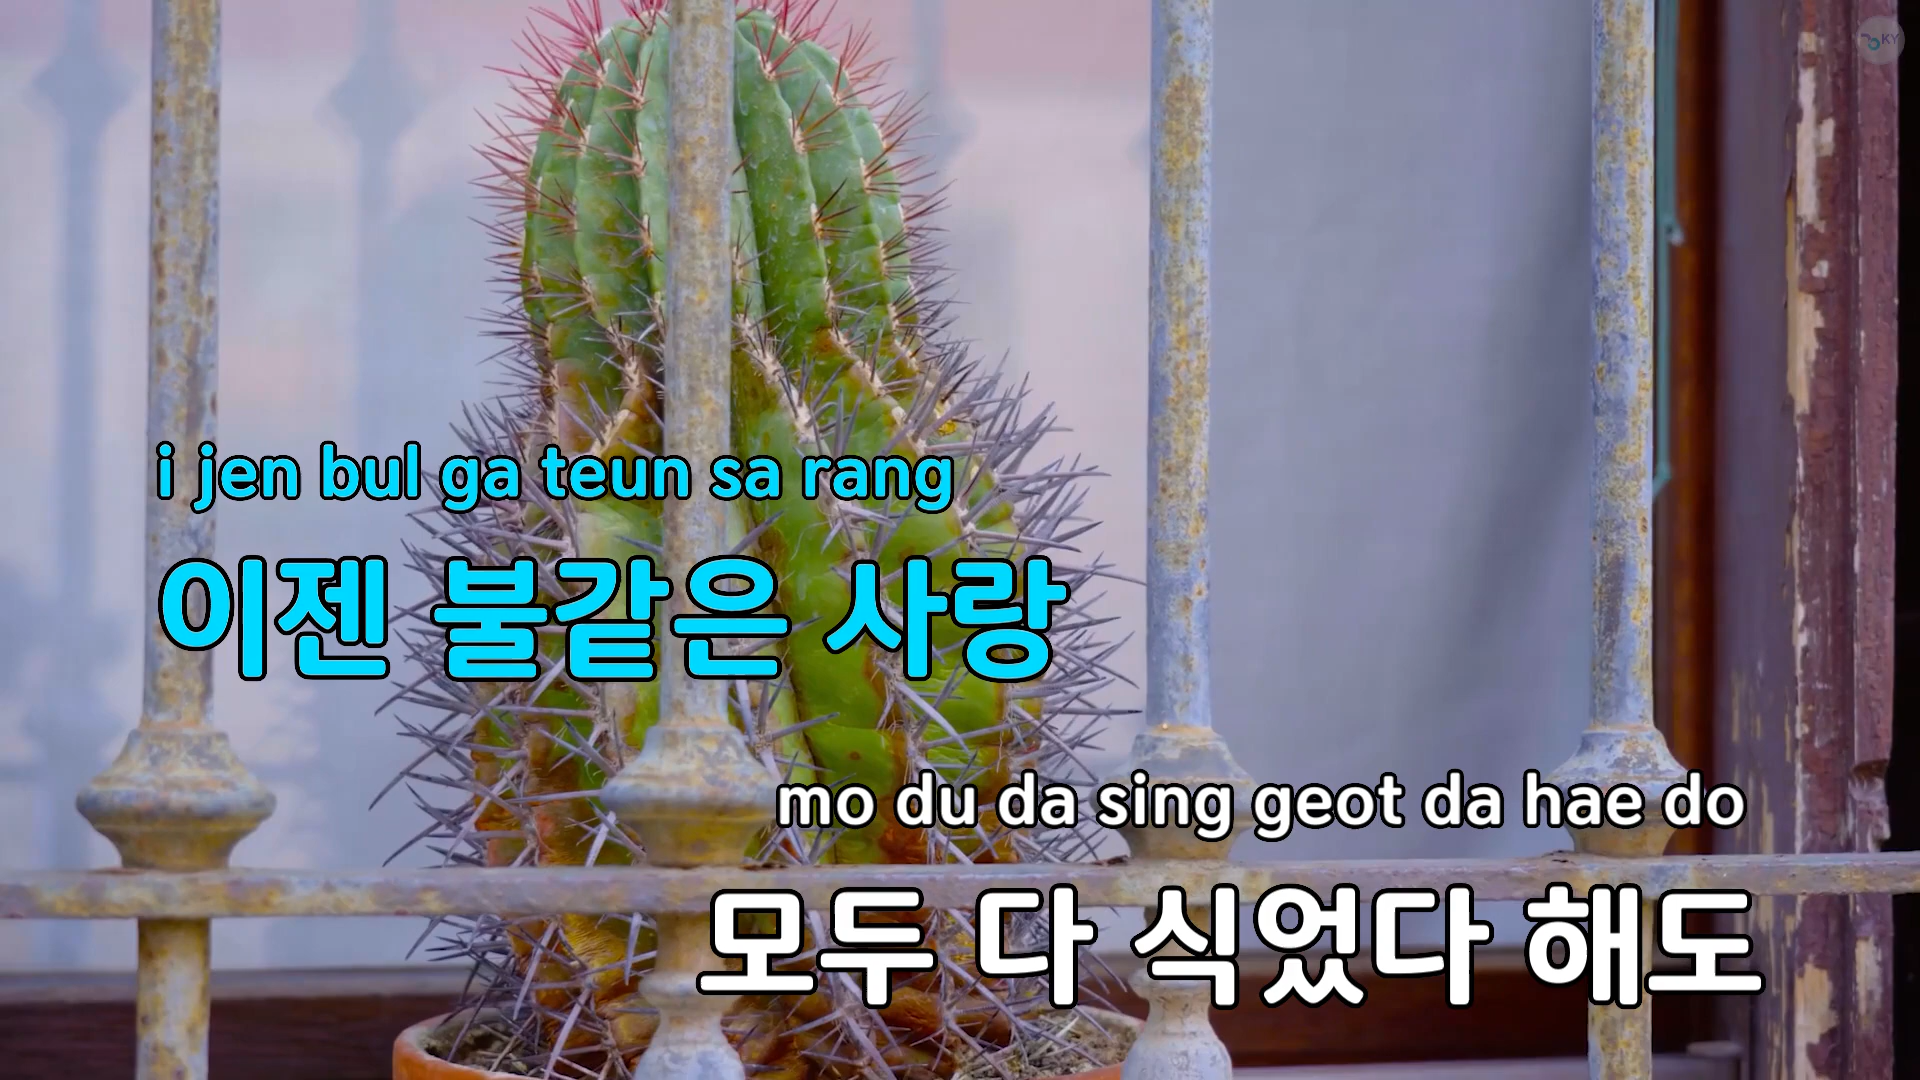 KY
i jen bul ga teun sa rang
이젠 불같은 사랑
mo du da sing geot da hae do
모두 다 식었다 해도